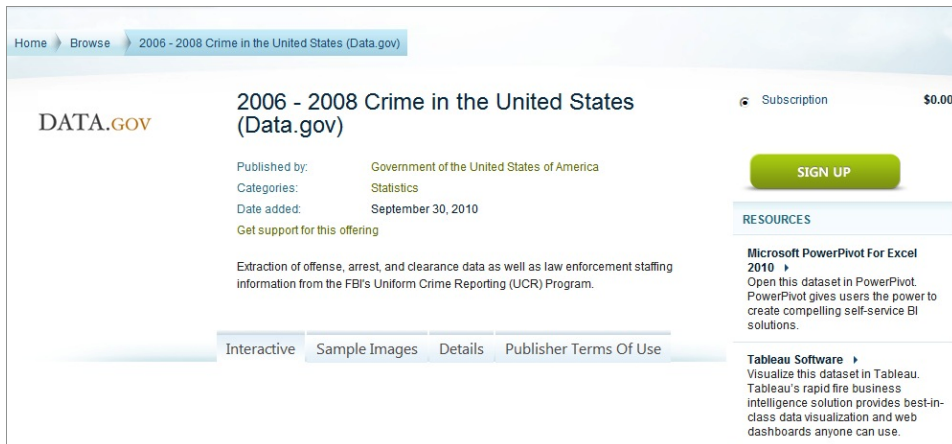 Home Browse 2006 - 2008 Crime in the United States (Data.gov)
DATA.GOV
2006 - 2008 Crime in the United States
(Data.gov)
Published by: Government of the United States of America
Categories: Statistics
Date added: September 30, 2010
Get support for this offering
Extraction of offense, arrest, and clearance data as well as law enforcement staffing
information from the FBI's Uniform Crime Reporting (UCR) Program.
Interactive Sample Images Details Publisher Terms Of Use
Subscription $0.00
SIGN UP
RESOURCES
Microsoft PowerPivot For Excel
2010
Open this dataset in PowerPivot.
PowerPivot gives users the power to
create compelling self-service BI
solutions.
Tableau Software
Visualize this dataset in Tableau.
Tableau's rapid fire business
intelligence solution provides best-in-
class data visualization and web
dashboards anyone can use.